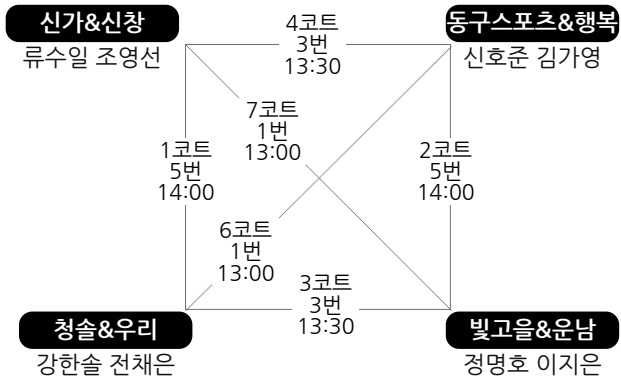 신가&신창
류수일 조영선
4코트
3번
13:30
동구스포츠&행복
신호준 김가영
7코트
1번
13:00
1코트
5번
14:00
2코트
5번
14:00
6코트
1번
13:00
3코트
3번
13:30
청솔&우리
강한솔 전채은
빛고을&운남
정명호 이지은